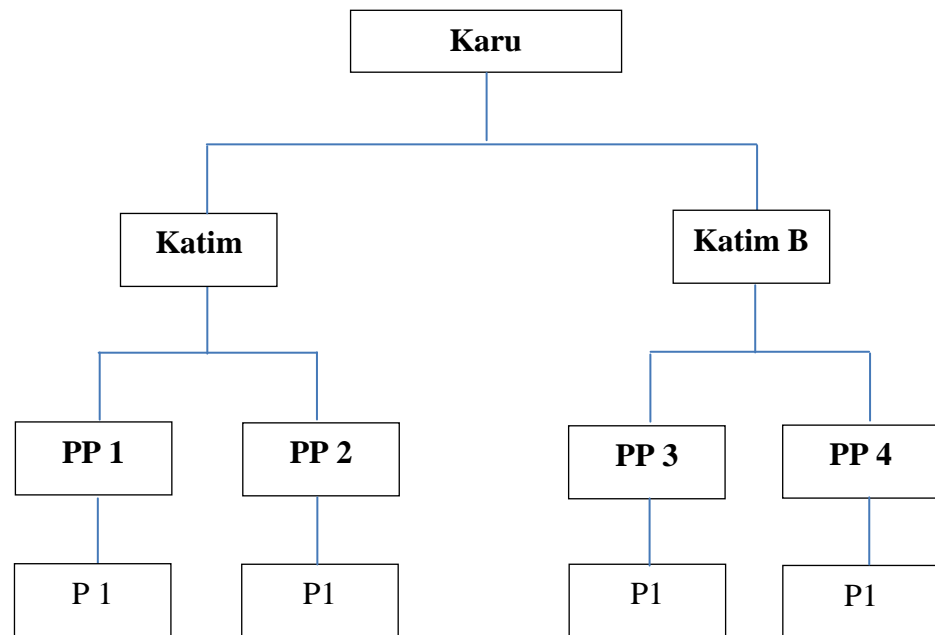 Karu
Katim
Katim B
PP 1
PP 2
PP 3
PP 4
P 1
P1
P1
P1